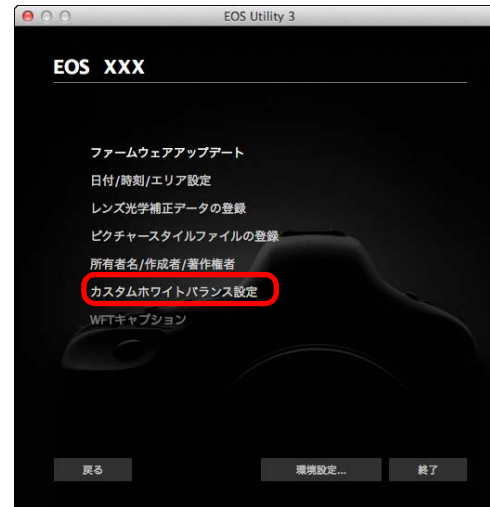 EOS Utility 3
EOS XXX
ファームウェアアップデート
日付/時刻/エリア設定
レンズ光学補正データの登録
ピクチャースタイルファイルの登録
所有者名/作成者/著作権者
カスタムホワイトバランス設定
WFTキャプション
戻る 環境設定... 終了